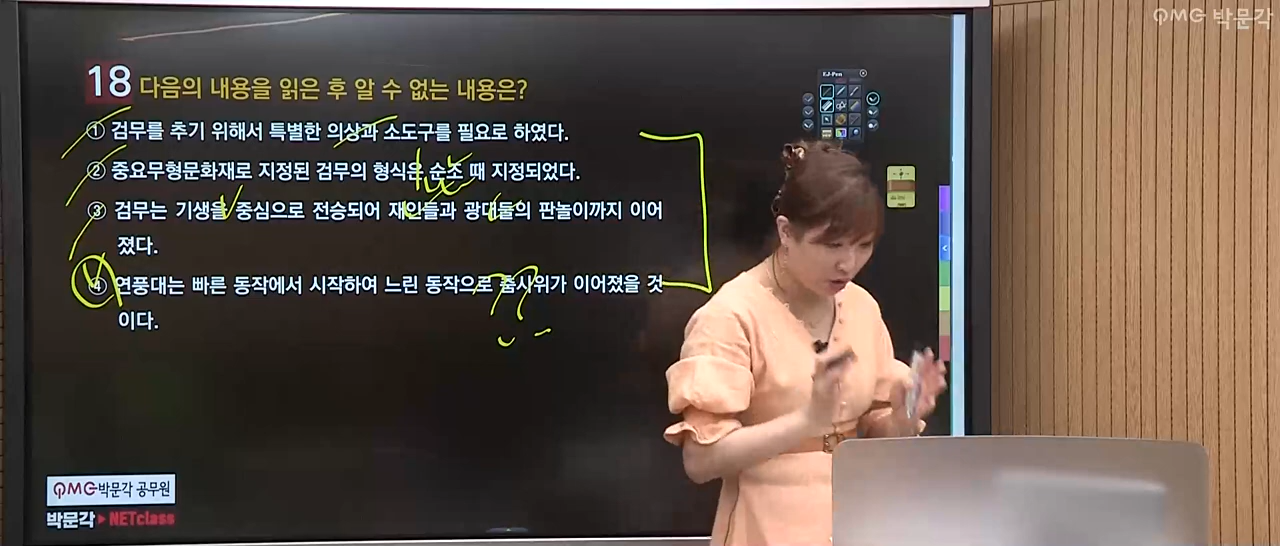 QMG 박문각
18 다음의 내용을 읽은 후 알 수 없는 내용은?
EJ-Pen
① 검무를 추기 위해서 특별한 의상과 소도구를 필요로 하였다.
② 중요무형문화재로 지정된 검무의 형식은 순조 때 지정되었다.
③ 검무는 기생을 중심으로 전승되어 재인들과 광대들의 판놀이까지 이어
졌다.
④ 연풍대는 빠른 동작에서 시작하여 느린 동작으로 춤사위가 이어졌을 것
이다.
QMG 박문각 공무원
박문각 NETclass